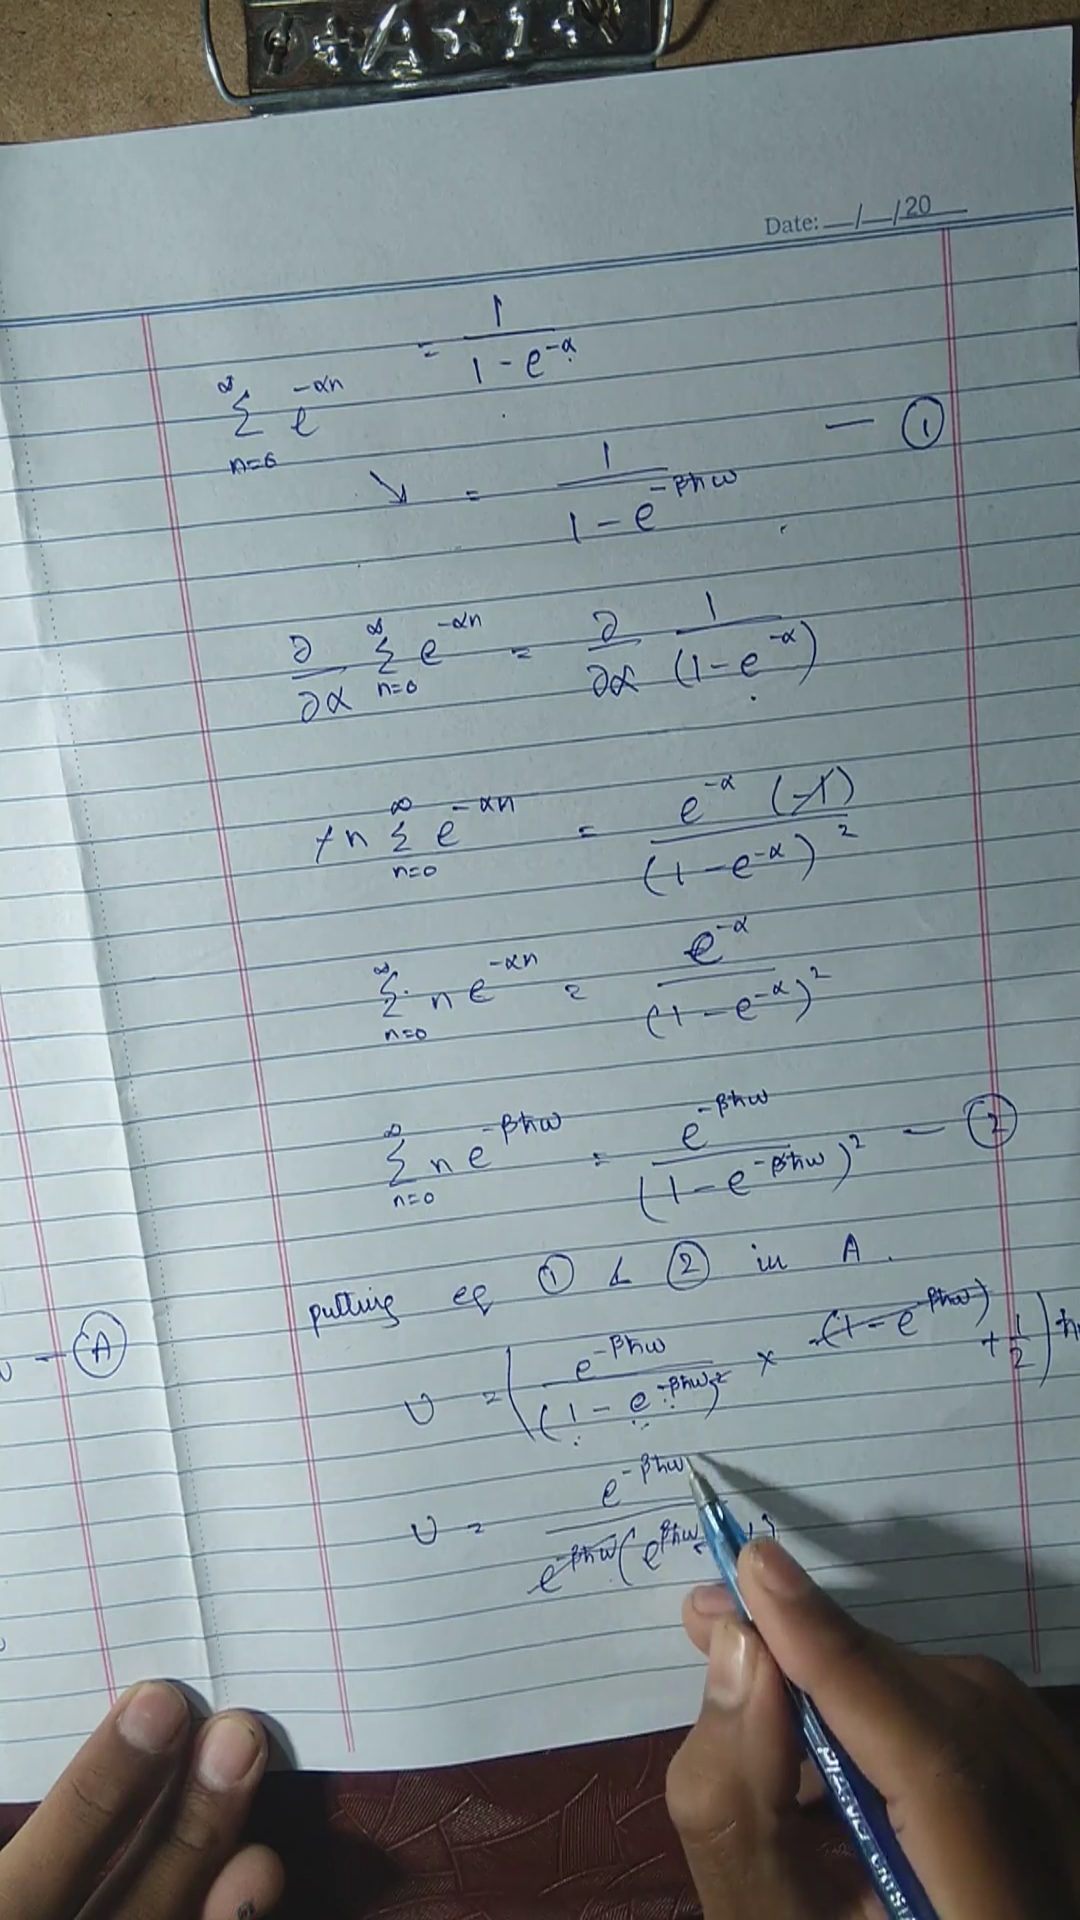 Date: __/__/20__
∞ Σ n=0 e^{-αn} = 1/(1 - e^{-α})
↘ = 1/(1 - e^{-βħω}) — ①
∂/∂α ∞ Σ n=0 e^{-αn} = ∂/∂α 1/(1 - e^{-α})
-n ∞ Σ n=0 e^{-αn} = e^{-α} (-1)/(1 - e^{-α})^2
∞ Σ n=0 n e^{-αn} = e^{-α}/(1 - e^{-α})^2
∞ Σ n=0 n e^{-βħω} = e^{-βħω}/(1 - e^{-βħω})^2 — ②
putting eq ① & ② in A.
— Ⓐ
U = (e^{-βħω}/(1 - e^{-βħω})^2 × (1 - e^{-βħω}) + 1/2) ħ
U = e^{-βħω}/e^{-βħω}(e^{βħω}